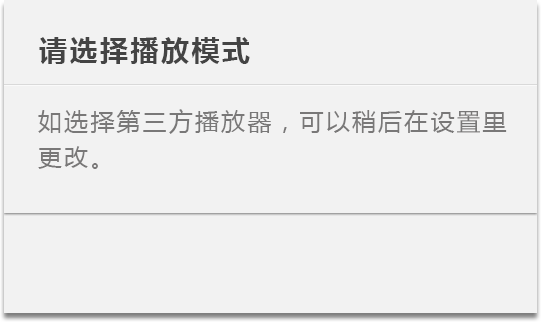 请选择播放模式
如选择第三方播放器，可以稍后在设置里
更改。